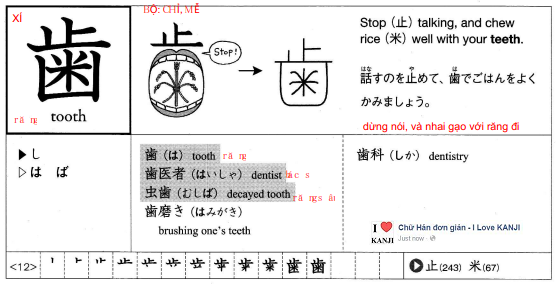 XỈ
歯
răng
tooth
BỘ: CHỈ, MỄ
止
Stop!
米
Stop (止) talking, and chew
rice (米) well with your teeth.
話すのを止めて、歯でごはんをよく
かみましょう。
dừng nói, và nhai gạo với răng đi
▶ し
▷ は ば
歯 (は) tooth răng
歯医者 (はいしゃ) dentist
虫歯 (むしば) decayed tooth
歯磨き (はみがき)
brushing one's teeth
歯科 (しか) dentistry
I ❤ KANJI
Chữ Hán đơn giản - I Love KANJI
Just now
<12>
歯 歯
▶ 止(243) 米(67)